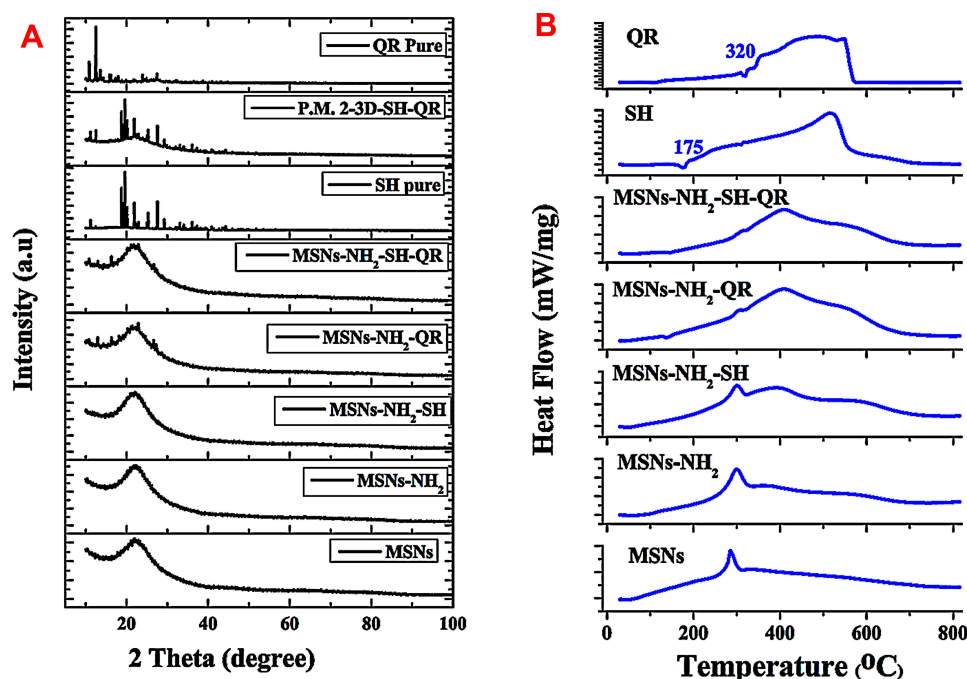 A
QR Pure
P.M. 2-3D-SH-QR
SH pure
MSNs-NH₂-SH-QR
MSNs-NH₂-QR
MSNs-NH₂-SH
MSNs-NH₂
MSNs
Intensity (a.u)
20 40 60 80 100
2 Theta (degree)
B
QR
320
SH
175
MSNs-NH₂-SH-QR
MSNs-NH₂-QR
MSNs-NH₂-SH
MSNs-NH₂
MSNs
Heat Flow (mW/mg)
0 200 400 600 800
Temperature (⁰C)